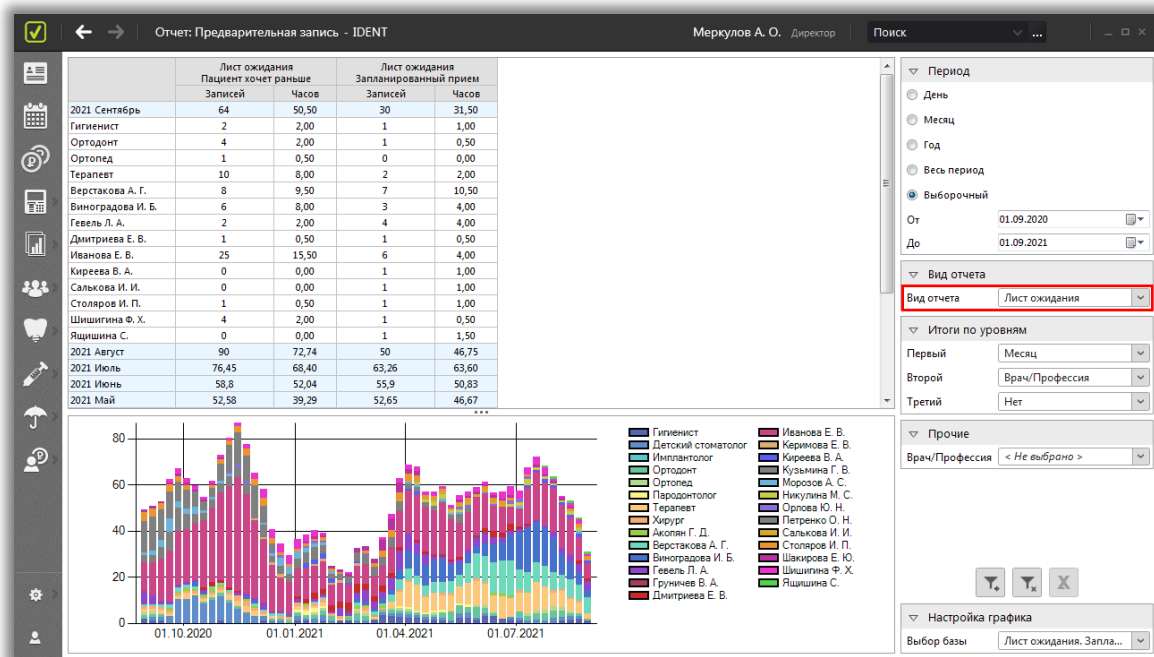 Отчет: Предварительная запись - IDENT
Меркулов А. О. Директор
Поиск
...
Лист ожидания Лист ожидания
Пациент хочет раньше Запланированный прием
Записей Часов Записей Часов
2021 Сентябрь 64 50,50 30 31,50
Гигиенист 2 2,00 1 1,00
Ортодонт 4 2,00 1 0,50
Ортопед 1 0,50 0 0,00
Терапевт 10 8,00 2 2,00
Верстакова А. Г. 8 9,50 7 10,50
Виноградова И. Б. 6 8,00 3 4,00
Гевель Л. А. 2 2,00 4 4,00
Дмитриева Е. В. 1 0,50 1 0,50
Иванова Е. В. 25 15,50 6 4,00
Киреева В. А. 0 0,00 1 1,00
Салькова И. И. 0 0,00 1 1,00
Столяров И. П. 1 0,50 1 1,00
Шишигина Ф. Х. 4 2,00 1 0,50
Ящишина С. 0 0,00 1 1,50
2021 Август 90 72,74 50 46,75
2021 Июль 76,45 68,40 63,26 63,60
2021 Июнь 58,8 52,04 55,9 50,83
2021 Май 52,58 39,29 52,65 46,67
80
60
40
20
0
01.10.2020 01.01.2021 01.04.2021 01.07.2021
Гигиенист
Детский стоматолог
Имплантолог
Ортодонт
Ортопед
Пародонтолог
Терапевт
Хирург
Акопян Г. Д.
Верстакова А. Г.
Виноградова И. Б.
Гевель Л. А.
Груничев В. А.
Дмитриева Е. В.
Иванова Е. В.
Керимова Е. В.
Киреева В. А.
Кузьмина Г. В.
Морозов А. С.
Никулина М. С.
Орлова Ю. Н.
Петренко О. Н.
Салькова И. И.
Столяров И. П.
Шакирова Е. Ю.
Шишигина Ф. Х.
Ящишина С.
Период
День
Месяц
Год
Весь период
Выборочный
От 01.09.2020
До 01.09.2021
Вид отчета
Вид отчета Лист ожидания
Итоги по уровням
Первый Месяц
Второй Врач/Профессия
Третий Нет
Прочие
Врач/Профессия < Не выбрано >
X
Настройка графика
Выбор базы Лист ожидания. Запла...